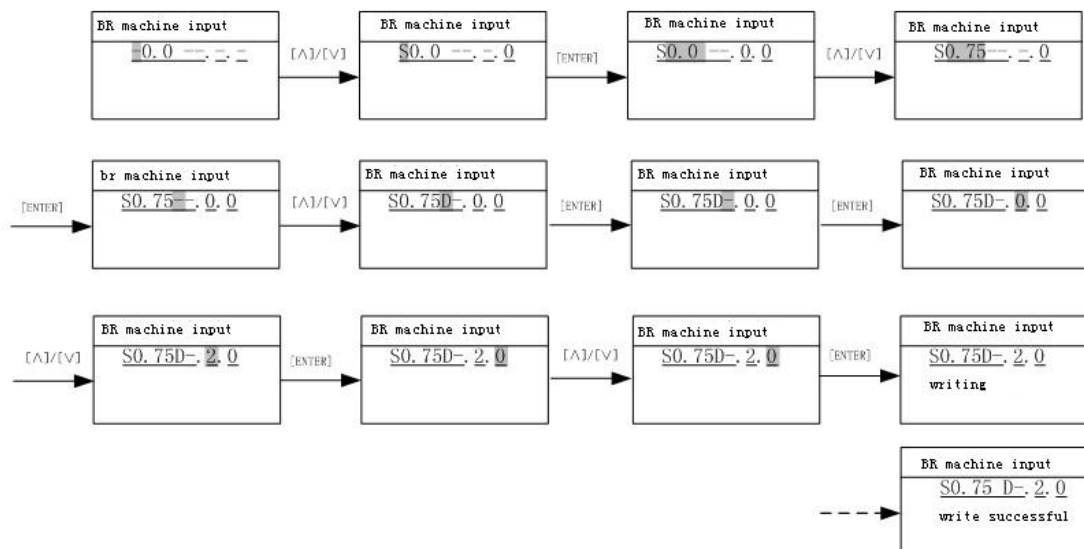 BR machine input
-0.0 --.-.-
[∧]/[∨]
BR machine input
S0.0 --.-.0
[ENTER]
BR machine input
S0.0 --.0.0
[∧]/[∨]
BR machine input
S0.75--.-.0
[ENTER]
br machine input
S0.75--.0.0
[∧]/[∨]
BR machine input
S0.75D-.0.0
[ENTER]
BR machine input
S0.75D-.0.0
[ENTER]
BR machine input
S0.75D-.0.0
[∧]/[∨]
BR machine input
S0.75D-.2.0
[ENTER]
BR machine input
S0.75D-.2.0
[∧]/[∨]
BR machine input
S0.75D-.2.0
[ENTER]
BR machine input
S0.75D-.2.0
writing
BR machine input
S0.75 D-.2.0
write successful